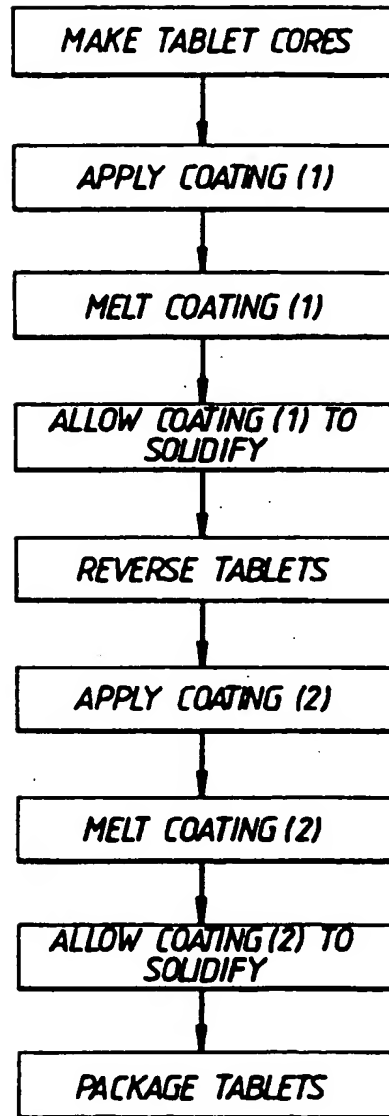 MAKE TABLET CORES
APPLY COATING (1)
MELT COATING (1)
ALLOW COATING (1) TO
SOLIDIFY
REVERSE TABLETS
APPLY COATING (2)
MELT COATING (2)
ALLOW COATING (2) TO
SOLIDIFY
PACKAGE TABLETS